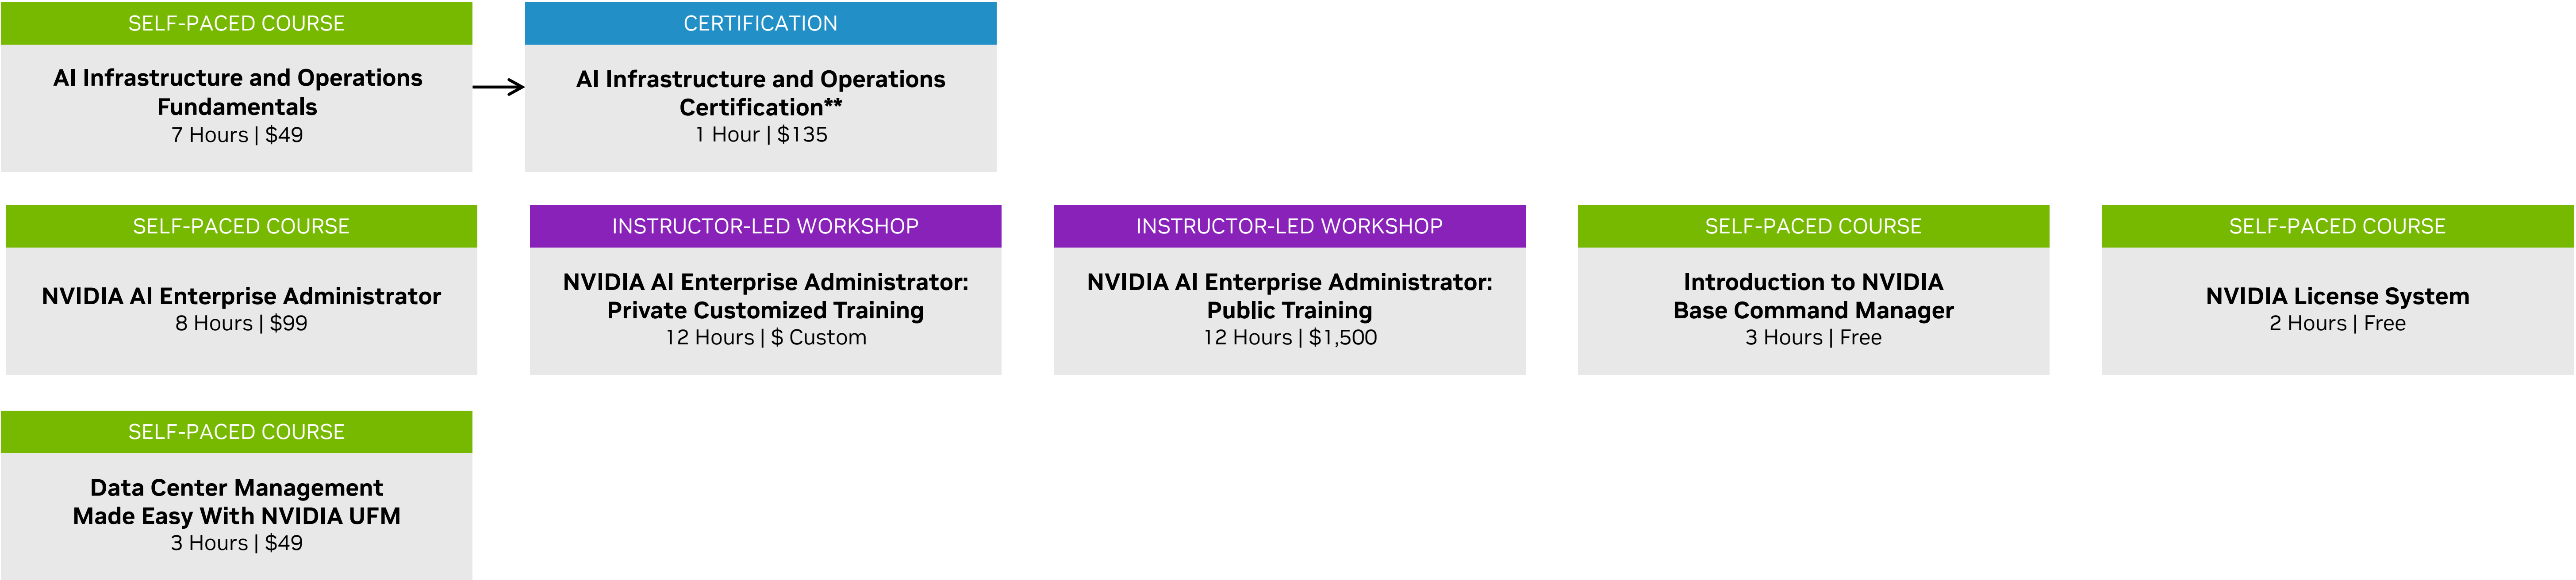 SELF-PACED COURSE
AI Infrastructure and Operations
Fundamentals
7 Hours | $49
CERTIFICATION
AI Infrastructure and Operations
Certification**
1 Hour | $135
SELF-PACED COURSE
NVIDIA AI Enterprise Administrator
8 Hours | $99
INSTRUCTOR-LED WORKSHOP
NVIDIA AI Enterprise Administrator:
Private Customized Training
12 Hours | $ Custom
INSTRUCTOR-LED WORKSHOP
NVIDIA AI Enterprise Administrator:
Public Training
12 Hours | $1,500
SELF-PACED COURSE
Introduction to NVIDIA
Base Command Manager
3 Hours | Free
SELF-PACED COURSE
NVIDIA License System
2 Hours | Free
SELF-PACED COURSE
Data Center Management
Made Easy With NVIDIA UFM
3 Hours | $49